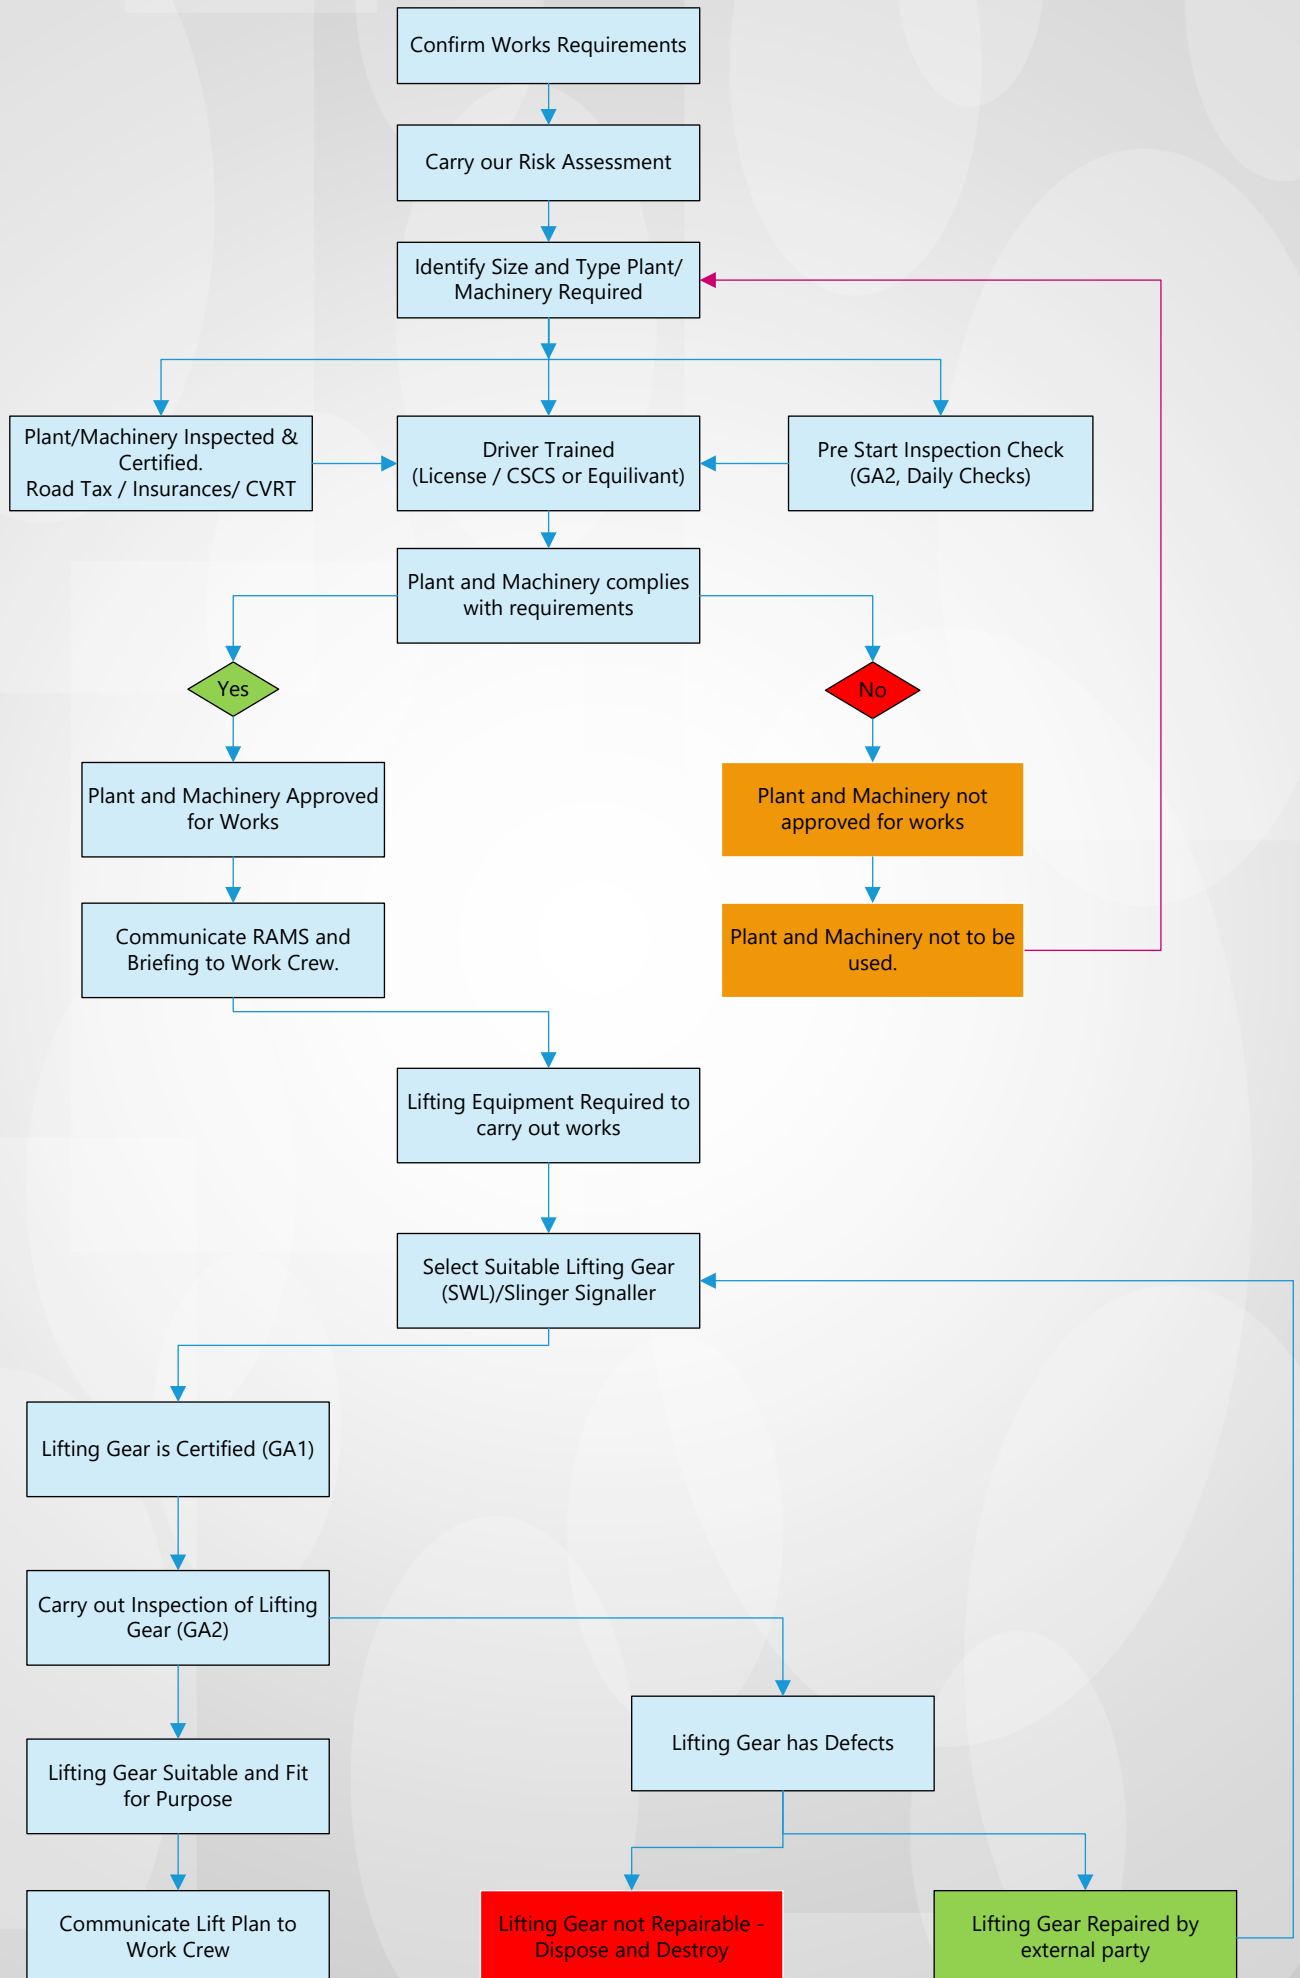 Confirm Works Requirements
Carry our Risk Assessment
Identify Size and Type Plant/
Machinery Required
Plant/Machinery Inspected &
Certified.
Road Tax / Insurances/ CVRT
Driver Trained
(License / CSCS or Equilivant)
Pre Start Inspection Check
(GA2, Daily Checks)
Plant and Machinery complies
with requirements
Yes
No
Plant and Machinery Approved
for Works
Plant and Machinery not
approved for works
Communicate RAMS and
Briefing to Work Crew.
Plant and Machinery not to be
used.
Lifting Equipment Required to
carry out works
Select Suitable Lifting Gear
(SWL)/Slinger Signaller
Lifting Gear is Certified (GA1)
Carry out Inspection of Lifting
Gear (GA2)
Lifting Gear has Defects
Lifting Gear Suitable and Fit
for Purpose
Communicate Lift Plan to
Work Crew
Lifting Gear not Repairable -
Dispose and Destroy
Lifting Gear Repaired by
external party